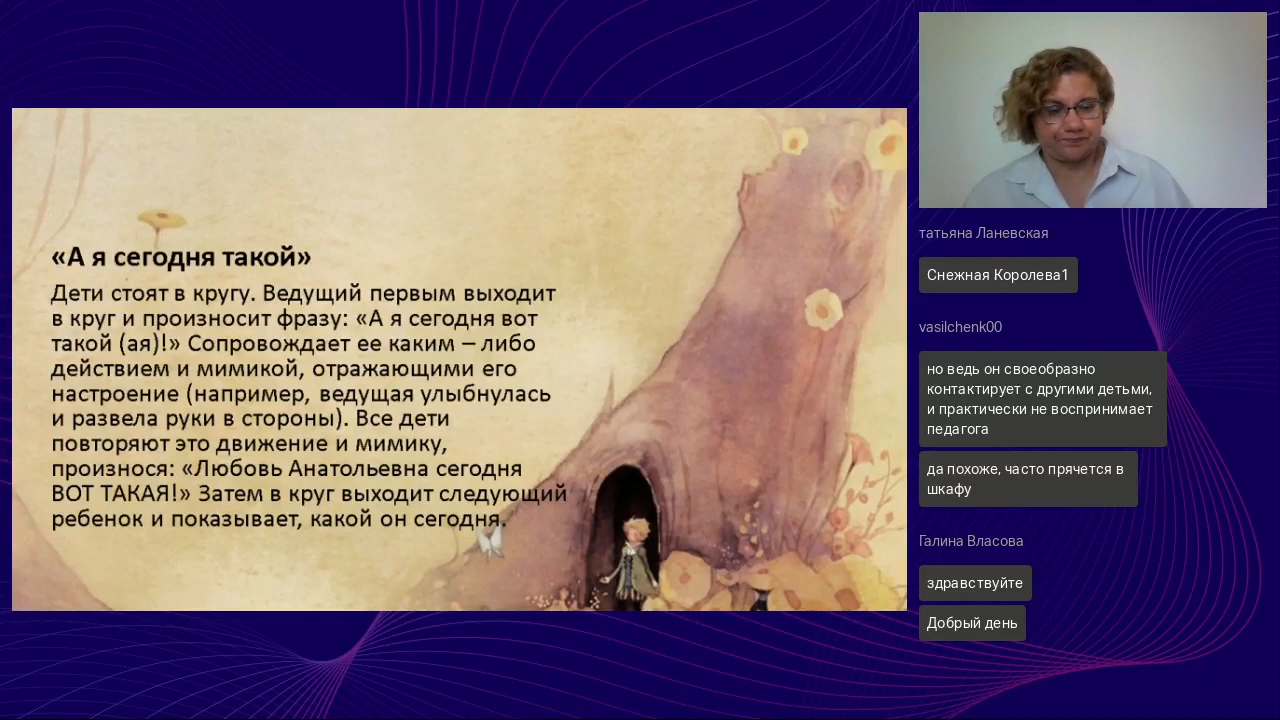 «А я сегодня такой»
Дети стоят в кругу. Ведущий первым выходит
в круг и произносит фразу: «А я сегодня вот
такой (ая)!» Сопровождает ее каким – либо
действием и мимикой, отражающими его
настроение (например, ведущая улыбнулась
и развела руки в стороны). Все дети
повторяют это движение и мимику,
произнося: «Любовь Анатольевна сегодня
ВОТ ТАКАЯ!» Затем в круг выходит следующий
ребенок и показывает, какой он сегодня.
татьяна Ланевская
Снежная Королева1
vasilchenk00
но ведь он своеобразно
контактирует с другими детьми,
и практически не воспринимает
педагога
да похоже, часто прячется в
шкафу
Галина Власова
здравствуйте
Добрый день